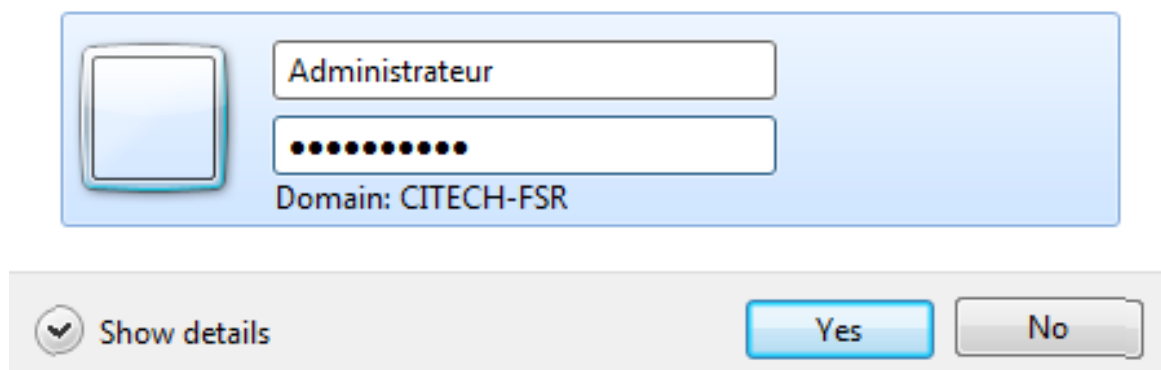 Administrateur
••••••••••
Domain: CITECH-FSR
Show details
Yes
No